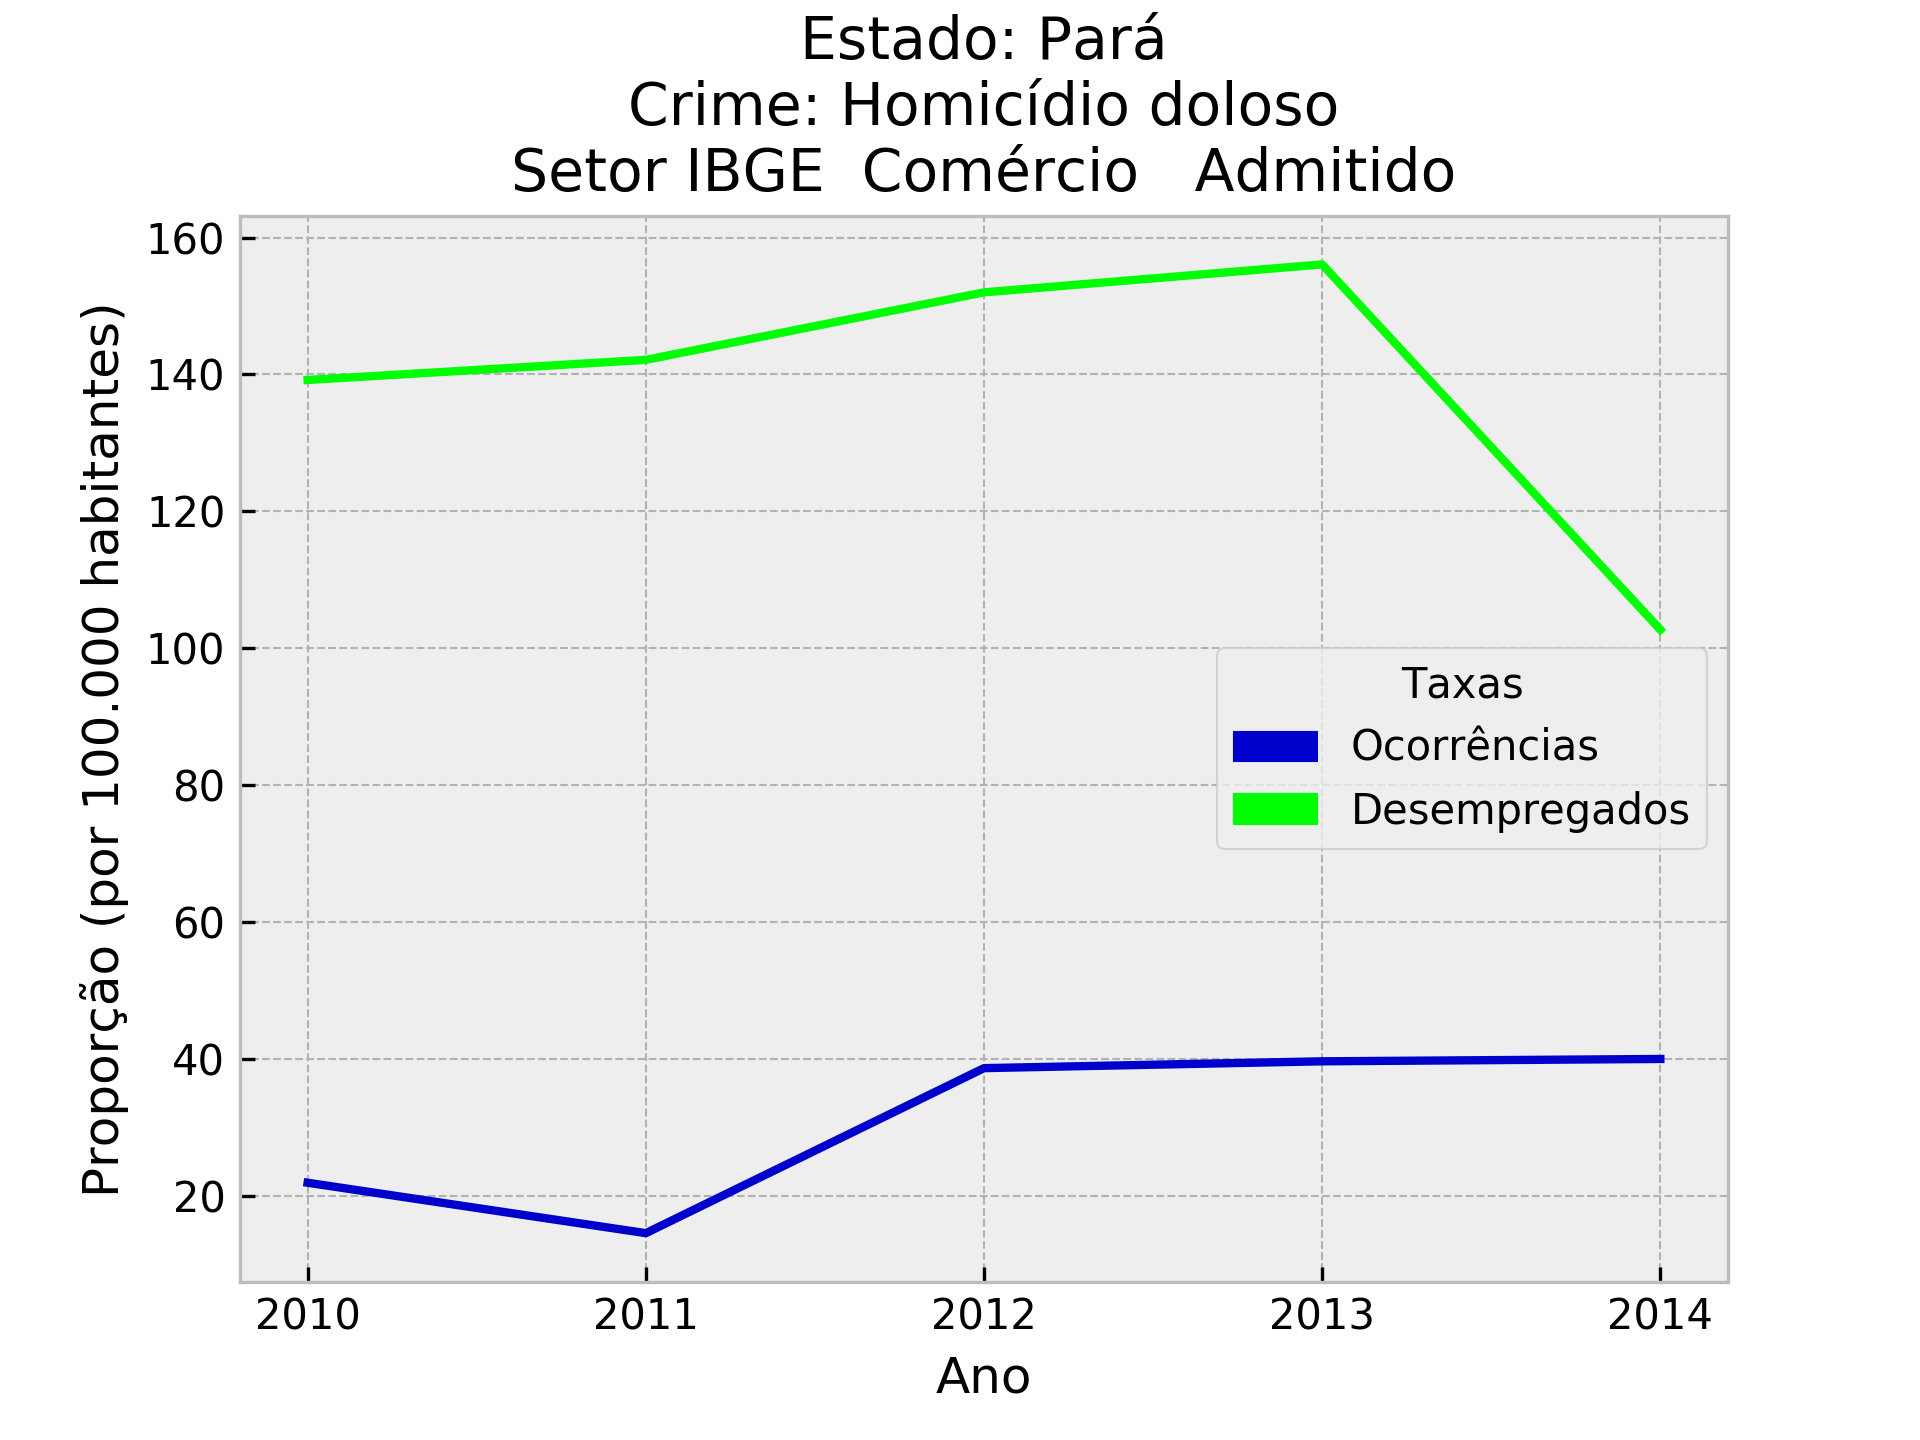 Estado: Pará
Crime: Homicídio doloso
Setor IBGE  Comércio   Admitido
Proporção (por 100.000 habitantes)
160
140
120
100
80
60
40
20
Taxas
Ocorrências
Desempregados
2010 2011 2012 2013 2014
Ano